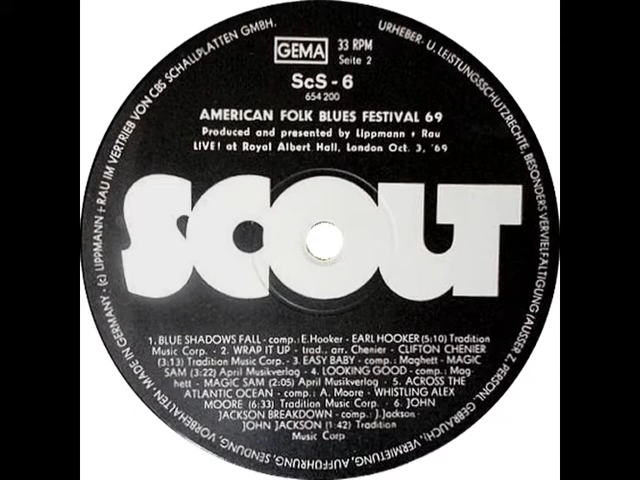 GEMA
33 RPM
Seite 2
ScS - 6
654 200
AMERICAN FOLK BLUES FESTIVAL 69
Produced and presented by Lippmann + Rau
LIVE! at Royal Albert Hall, London Oct. 3, '69
SCOUT
1. BLUE SHADOWS FALL - comp.: E. Hooker - EARL HOOKER (5:10) Tradition
Music Corp. · 2. WRAP IT UP - trad., arr. Chenier - CLIFTON CHENIER
(3:13) Tradition Music Corp. · 3. EASY BABY - comp.: Maghett - MAGIC
SAM (3:22) April Musikverlag · 4. LOOKING GOOD - comp.: Mag-
hett - MAGIC SAM (2:05) April Musikverlag · 5. ACROSS THE
ATLANTIC OCEAN - comp.: A. Moore - WHISTLING ALEX
MOORE (6:33) Tradition Music Corp. · 6. JOHN
JACKSON BREAKDOWN - comp.: J. Jackson -
JOHN JACKSON (1:42) Tradition
Music Corp
MADE IN GERMANY · (c) LIPPMANN + RAU IM VERTRIEB VON CBS SCHALLPLATTEN GMBH.
URHEBER- U. LEISTUNGSSCHUTZRECHTE, BESONDERS VERVIELFÄLTIGUNG (AUSSER Z. PERSÖNL. GEBRAUCH), VERMIETUNG, AUFFÜHRUNG, SENDUNG, VORBEHALTEN